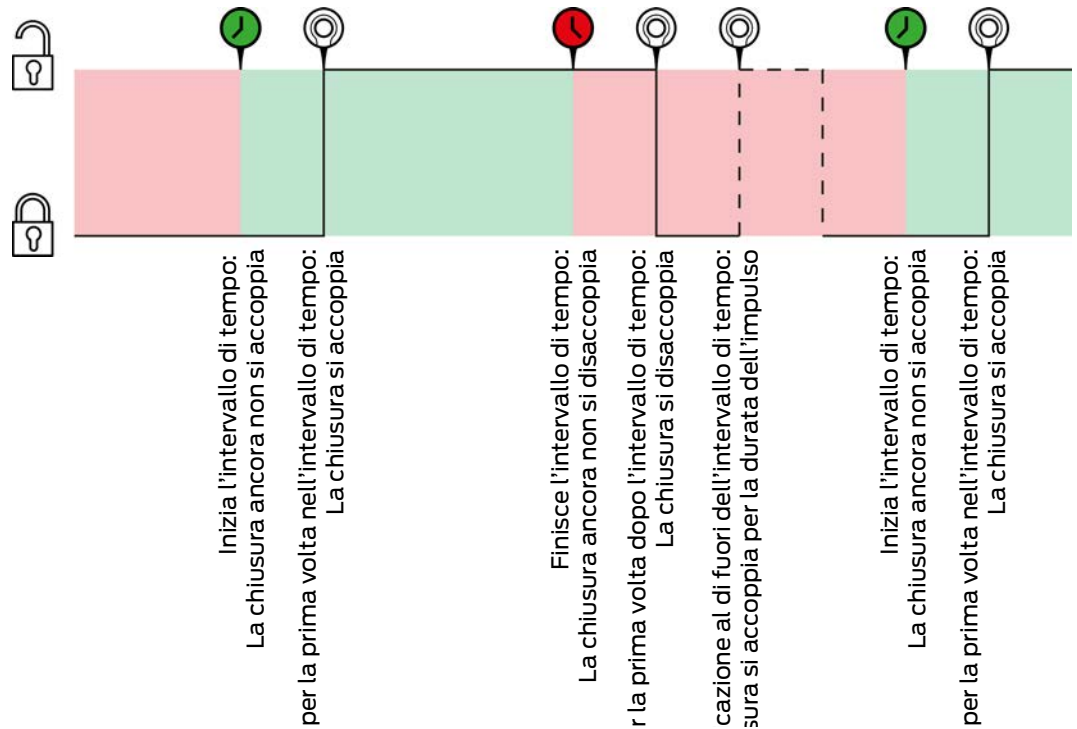 Inizia l'intervallo di tempo:
La chiusura ancora non si accoppia
per la prima volta nell'intervallo di tempo:
La chiusura si accoppia
Finisce l'intervallo di tempo:
La chiusura ancora non si disaccoppia
r la prima volta dopo l'intervallo di tempo:
La chiusura si disaccoppia
cazione al di fuori dell'intervallo di tempo:
sura si accoppia per la durata dell'impulso
Inizia l'intervallo di tempo:
La chiusura ancora non si accoppia
per la prima volta nell'intervallo di tempo:
La chiusura si accoppia